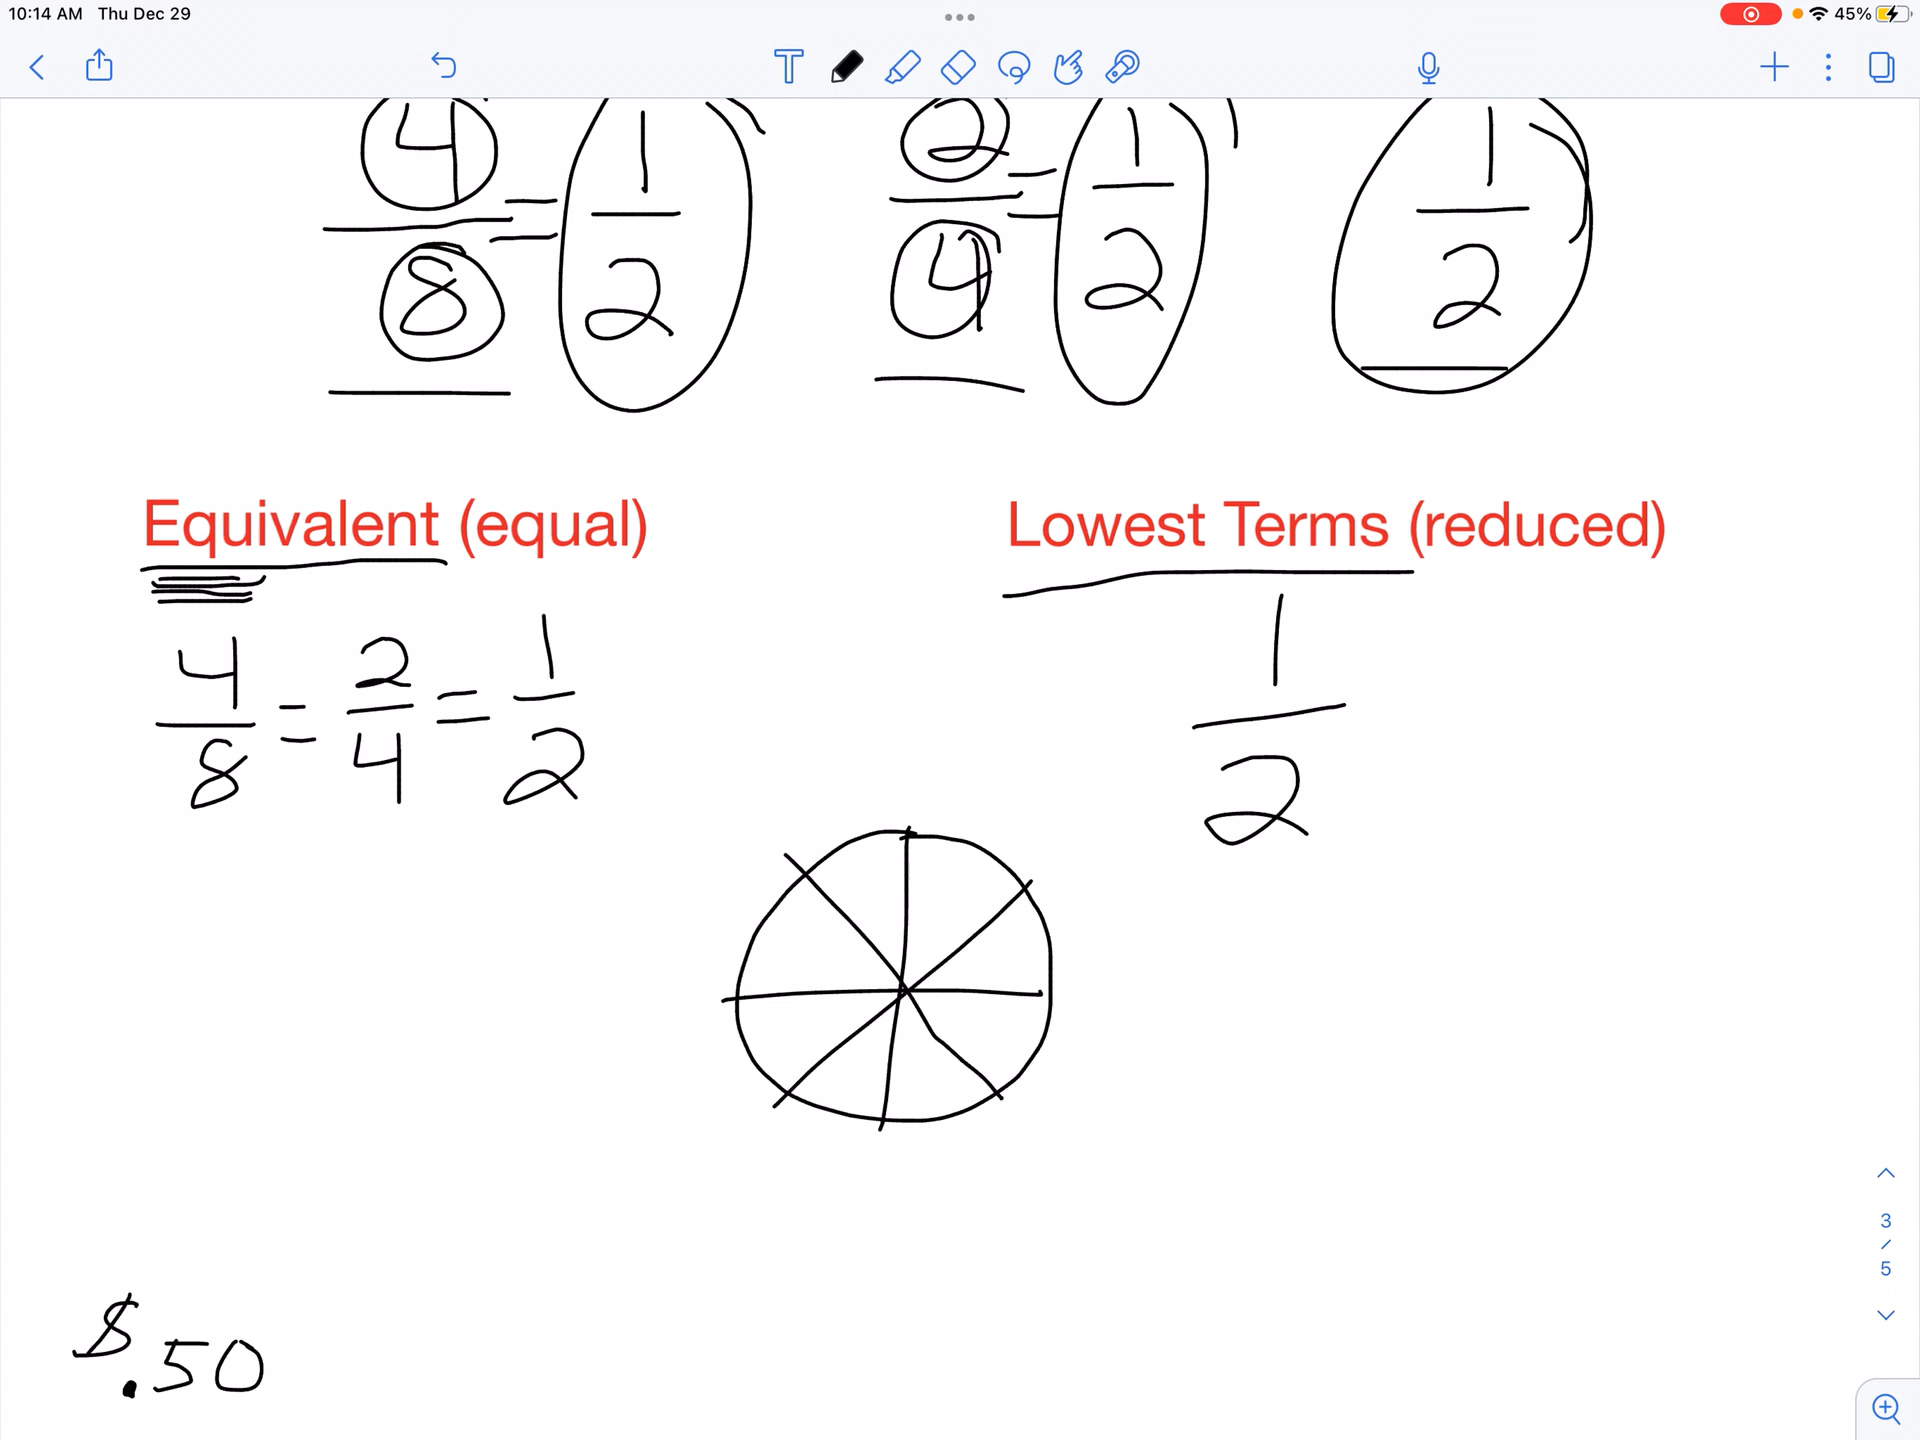 10:14 AM Thu Dec 29 45%
4/8 = 1/2 2/4 = 1/2 1/2
Equivalent (equal) Lowest Terms (reduced)
4/8 = 2/4 = 1/2 1/2
3
/
5
$.50